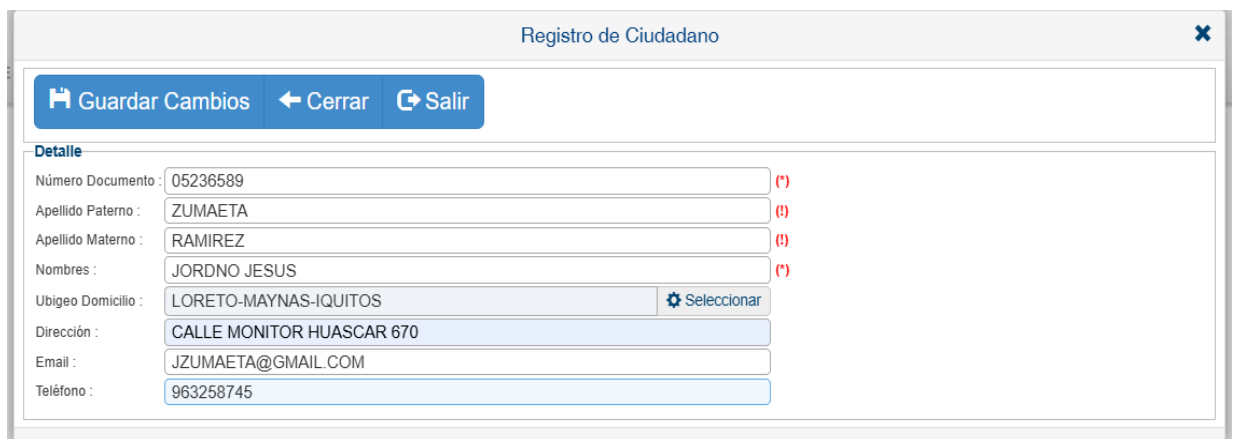 Registro de Ciudadano
Guardar Cambios Cerrar Salir
Detalle
Número Documento : 05236589 (*)
Apellido Paterno : ZUMAETA (!)
Apellido Materno : RAMIREZ (!)
Nombres : JORDNO JESUS (*)
Ubigeo Domicilio : LORETO-MAYNAS-IQUITOS Seleccionar
Dirección : CALLE MONITOR HUASCAR 670
Email : JZUMAETA@GMAIL.COM
Teléfono : 963258745